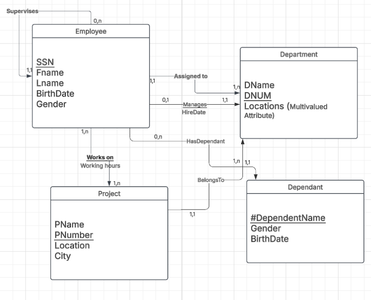 Supervises
0,n
Employee
1,1
SSN
Fname
Lname
BirthDate
Gender
1,1
Assigned to
1,n
0,1
Manages
1,1
HireDate
Department
DName
DNUM
Locations (Multivalued
Attribute)
1,n
0,n
HasDependant
Works on
Working hours
1,n
1,n
1,1
BelongsTo
1,1
Project
PName
PNumber
Location
City
Dependant
#DependentName
Gender
BirthDate